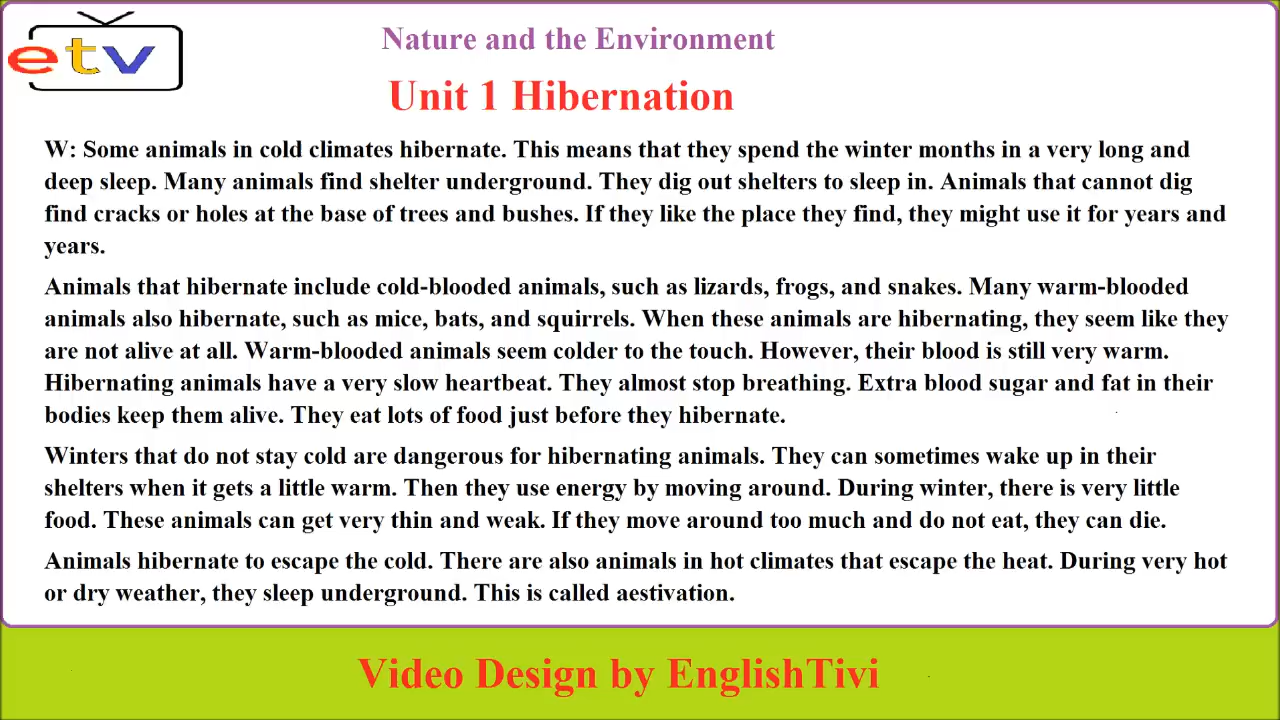 etv
Nature and the Environment
Unit 1 Hibernation
W: Some animals in cold climates hibernate. This means that they spend the winter months in a very long and
deep sleep. Many animals find shelter underground. They dig out shelters to sleep in. Animals that cannot dig
find cracks or holes at the base of trees and bushes. If they like the place they find, they might use it for years and
years.
Animals that hibernate include cold-blooded animals, such as lizards, frogs, and snakes. Many warm-blooded
animals also hibernate, such as mice, bats, and squirrels. When these animals are hibernating, they seem like they
are not alive at all. Warm-blooded animals seem colder to the touch. However, their blood is still very warm.
Hibernating animals have a very slow heartbeat. They almost stop breathing. Extra blood sugar and fat in their
bodies keep them alive. They eat lots of food just before they hibernate.
Winters that do not stay cold are dangerous for hibernating animals. They can sometimes wake up in their
shelters when it gets a little warm. Then they use energy by moving around. During winter, there is very little
food. These animals can get very thin and weak. If they move around too much and do not eat, they can die.
Animals hibernate to escape the cold. There are also animals in hot climates that escape the heat. During very hot
or dry weather, they sleep underground. This is called aestivation.
Video Design by EnglishTivi